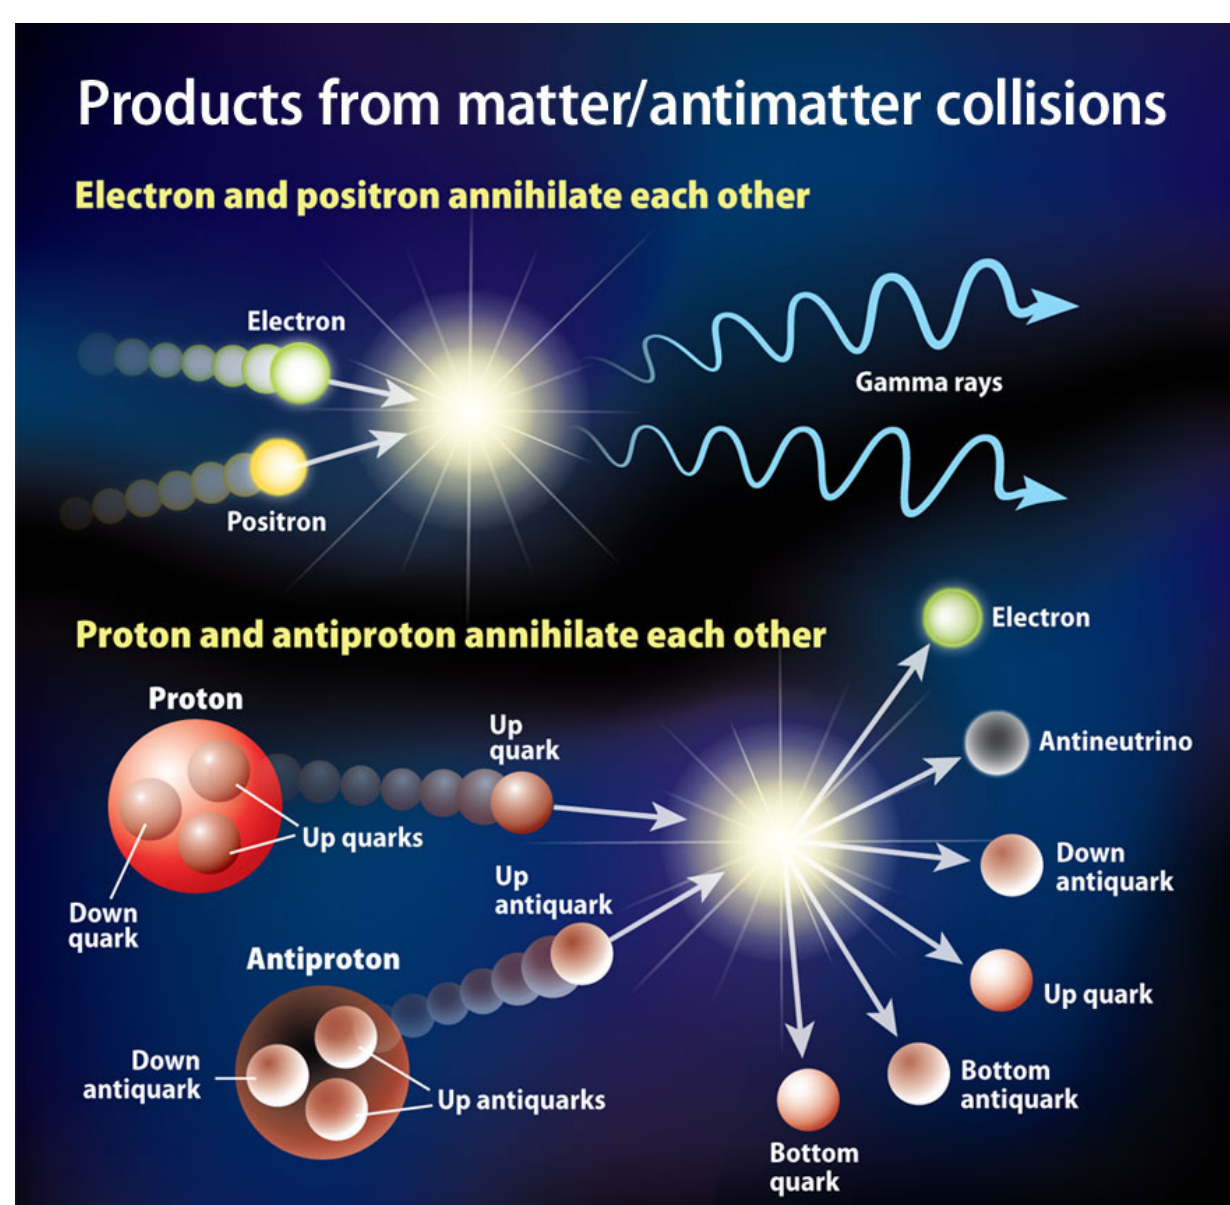 Products from matter/antimatter collisions
Electron and positron annihilate each other
Electron
Gamma rays
Positron
Proton and antiproton annihilate each other
Electron
Proton
Up
quark
Antineutrino
Up quarks
Down
quark
Up
antiquark
Down
antiquark
Antiproton
Up quark
Down
antiquark
Up antiquarks
Bottom
antiquark
Bottom
quark